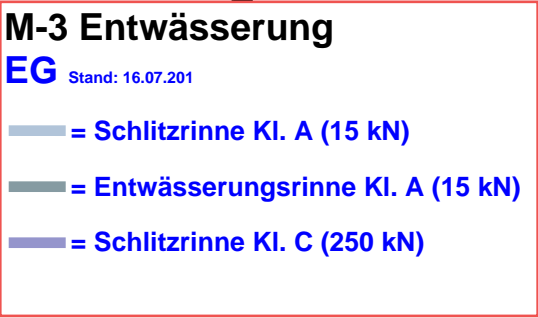 M-3 Entwässerung
EG Stand: 16.07.201
= Schlitzrinne Kl. A (15 kN)
= Entwässerungsrinne Kl. A (15 kN)
= Schlitzrinne Kl. C (250 kN)